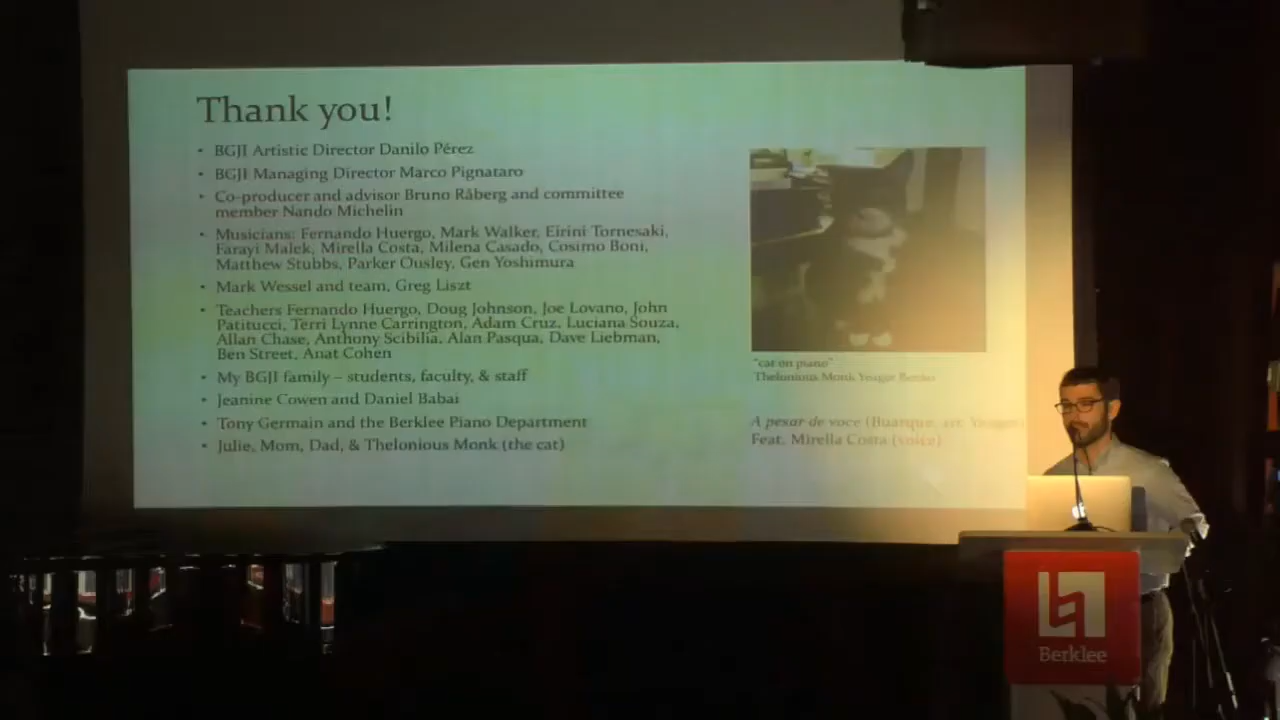 Thank you!
• BGJI Artistic Director Danilo Pérez
• BGJI Managing Director Marco Pignataro
• Co-producer and advisor Bruno Råberg and committee
member Nando Michelin
• Musicians: Fernando Huergo, Mark Walker, Eirini Tornesaki,
Farayi Malek, Mirella Costa, Milena Casado, Cosimo Boni,
Matthew Stubbs, Parker Ousley, Gen Yoshimura
• Mark Wessel and team, Greg Liszt
• Teachers Fernando Huergo, Doug Johnson, Joe Lovano, John
Patitucci, Terri Lynne Carrington, Adam Cruz, Luciana Souza,
Allan Chase, Anthony Scibilia, Alan Pasqua, Dave Liebman,
Ben Street, Anat Cohen
• My BGJI family – students, faculty, & staff
• Jeanine Cowen and Daniel Babai
• Tony Germain and the Berklee Piano Department
• Julie, Mom, Dad, & Thelonious Monk (the cat)
"cat on piano"
Thelonious Monk Yeager
A pesar de voce (Buarque, arr. Yeager)
Feat. Mirella Costa (voice)
Berklee